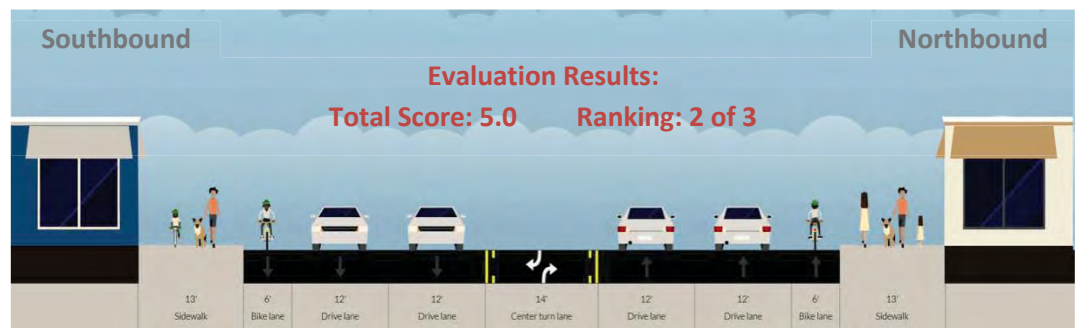 Southbound Northbound
Evaluation Results:
Total Score: 5.0 Ranking: 2 of 3
13' 6' 12' 12' 14' 12' 12' 6' 13'
Sidewalk Bike lane Drive lane Drive lane Center turn lane Drive lane Drive lane Bike lane Sidewalk